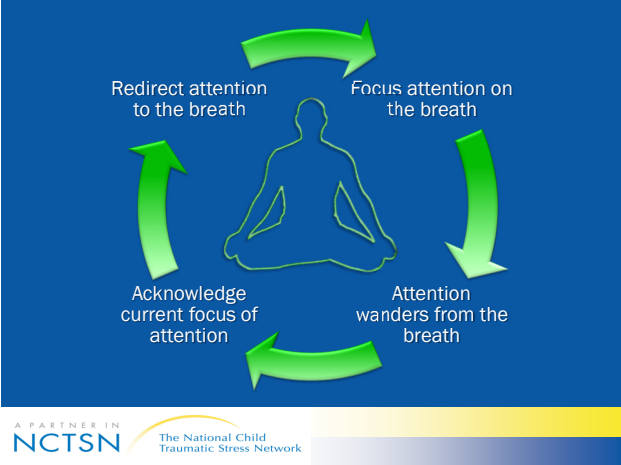 Redirect attention
to the breath
Focus attention on
the breath
Acknowledge
current focus of
attention
Attention
wanders from the
breath
A PARTNER IN
NCTSN
The National Child
Traumatic Stress Network